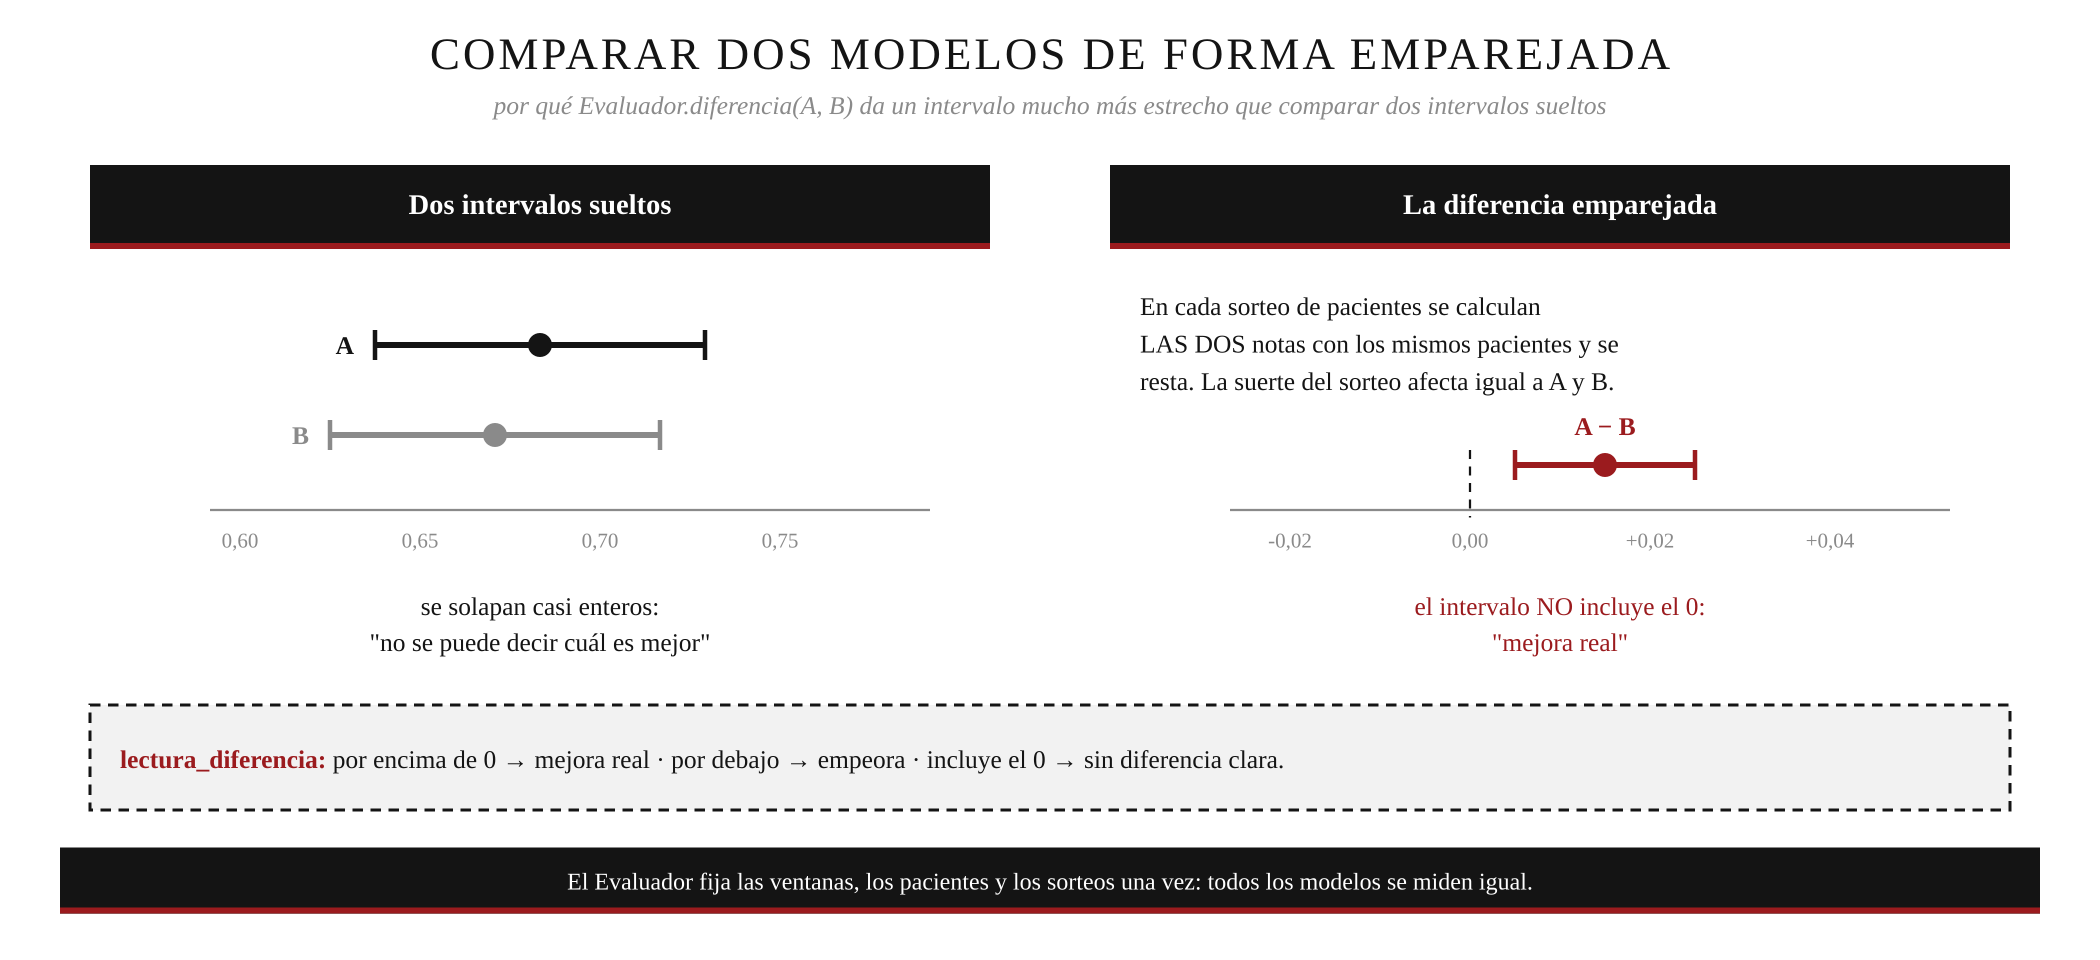 COMPARAR DOS MODELOS DE FORMA EMPAREJADA
por qué Evaluador.diferencia(A, B) da un intervalo mucho más estrecho que comparar dos intervalos sueltos
Dos intervalos sueltos
A
B
0,60
0,65
0,70
0,75
se solapan casi enteros:
"no se puede decir cuál es mejor"
La diferencia emparejada
En cada sorteo de pacientes se calculan
LAS DOS notas con los mismos pacientes y se
resta. La suerte del sorteo afecta igual a A y B.
A − B
-0,02
0,00
+0,02
+0,04
el intervalo NO incluye el 0:
"mejora real"
lectura_diferencia: por encima de 0 → mejora real · por debajo → empeora · incluye el 0 → sin diferencia clara.
El Evaluador fija las ventanas, los pacientes y los sorteos una vez: todos los modelos se miden igual.